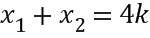 x₁ + x₂ = 4k